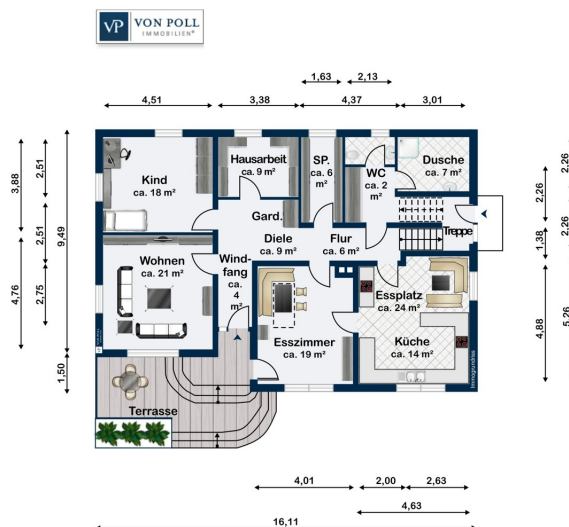 VP VON POLL
IMMOBILIEN®
1,63 2,13
4,51 3,38 4,37 3,01
3,88
2,51
9,49
2,51
4,76
2,75
1,50
Kind
ca. 18 m²
Hausarbeit
ca. 9 m²
SP.
ca. 6
m²
WC
ca. 2
m²
Dusche
ca. 7 m²
2,26
2,26
2,26
1,38
4,88
5,26
Gard.
Diele
ca. 9 m²
Flur
ca. 6 m²
Treppe
Wohnen
ca. 21 m²
Wind-
fang
ca.
4
m²
Esszimmer
ca. 19 m²
Essplatz
ca. 24 m²
Küche
ca. 14 m²
Immogrundriss
Terrasse
4,01 2,00 2,63
4,63
16,11